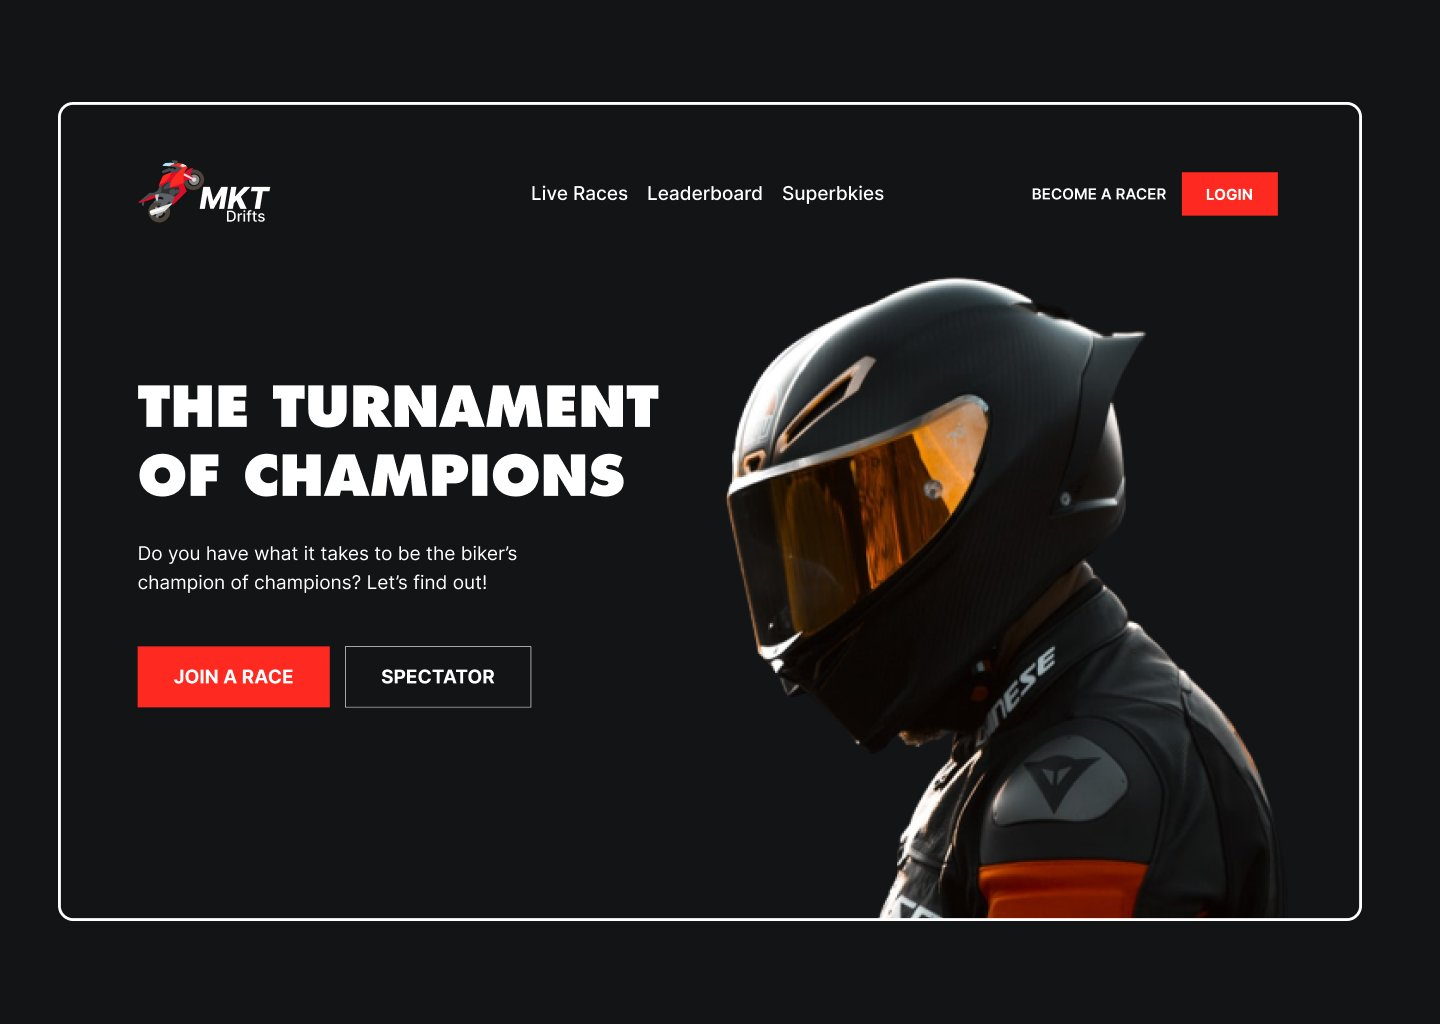 MKT
Drifts
Live Races Leaderboard Superbkies
BECOME A RACER
LOGIN
THE TURNAMENT
OF CHAMPIONS
Do you have what it takes to be the biker’s
champion of champions? Let’s find out!
JOIN A RACE
SPECTATOR